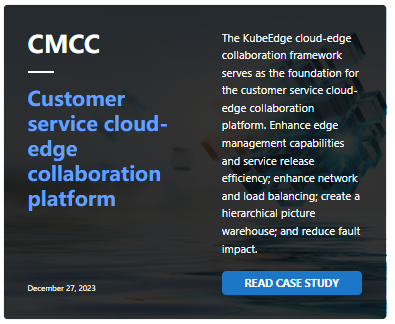 CMCC
Customer
service cloud-
edge
collaboration
platform
December 27, 2023
The KubeEdge cloud-edge
collaboration framework
serves as the foundation for
the customer service cloud-
edge collaboration
platform. Enhance edge
management capabilities
and service release
efficiency; enhance network
and load balancing; create a
hierarchical picture
warehouse; and reduce fault
impact.
READ CASE STUDY